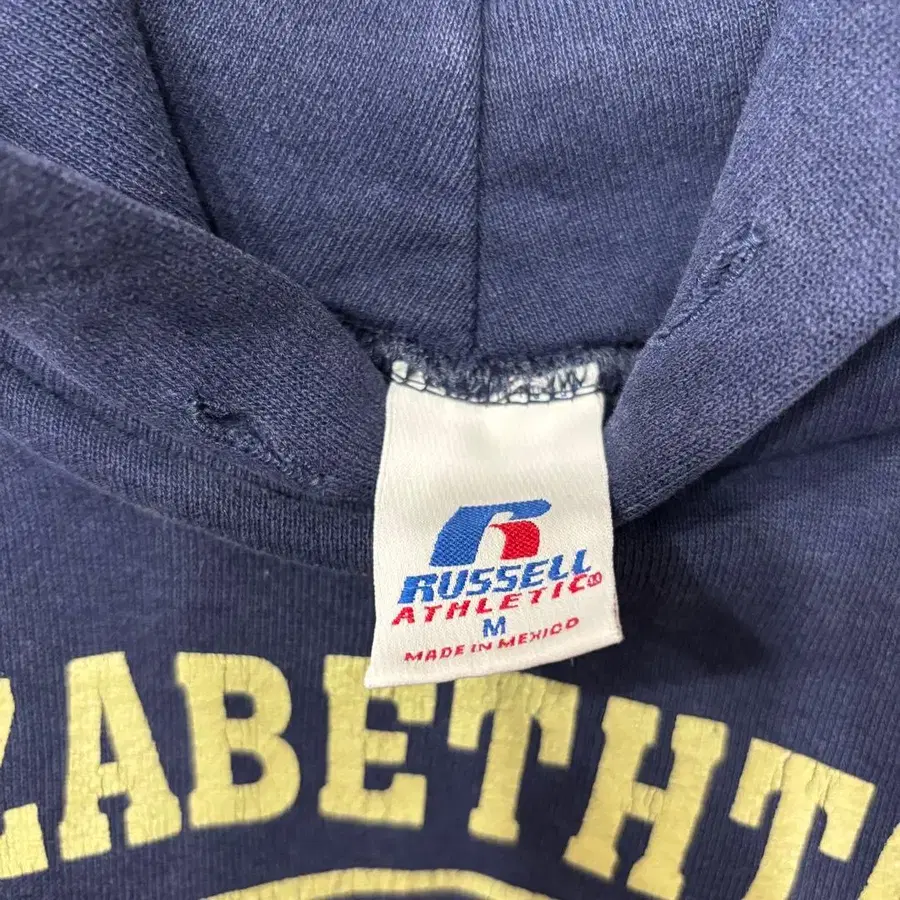 RUSSELL
ATHLETIC®
M
MADE IN MEXICO
ZABETHT